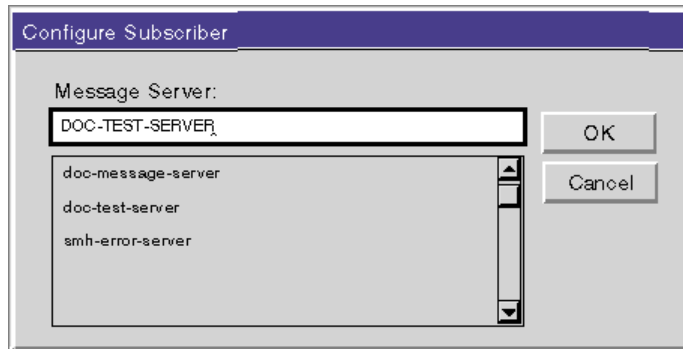 Configure Subscriber
Message Server:
DOC-TEST-SERVER
OK
doc-message-server
Cancel
doc-test-server
smh-error-server